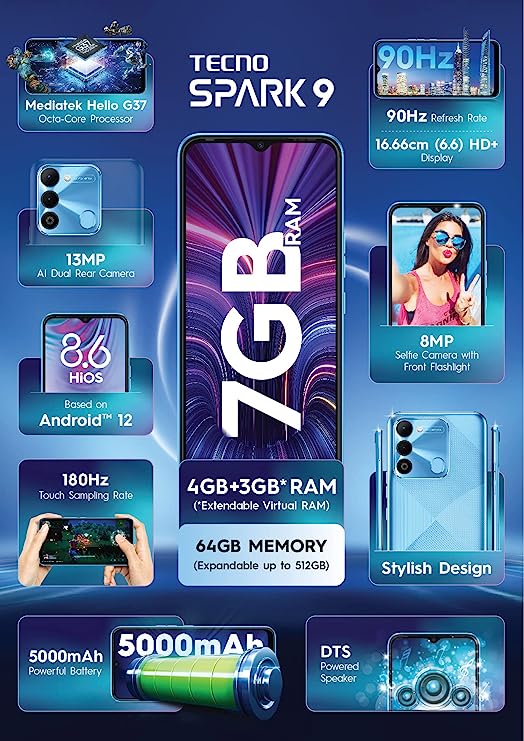 TECNO
SPARK 9
Mediatek Hello G37
Octa-Core Processor
90Hz
90Hz Refresh Rate
16.66cm (6.6) HD+
Display
13MP
AI Dual Rear Camera
7GB
RAM
8MP
Selfie Camera with
Front Flashlight
8.6
HiOS
Based on
Android™ 12
180Hz
Touch Sampling Rate
4GB+3GB* RAM
(*Extendable Virtual RAM)
64GB MEMORY
(Expandable up to 512GB)
Stylish Design
5000mAh
Powerful Battery
5000mAh
DTS
Powered
Speaker